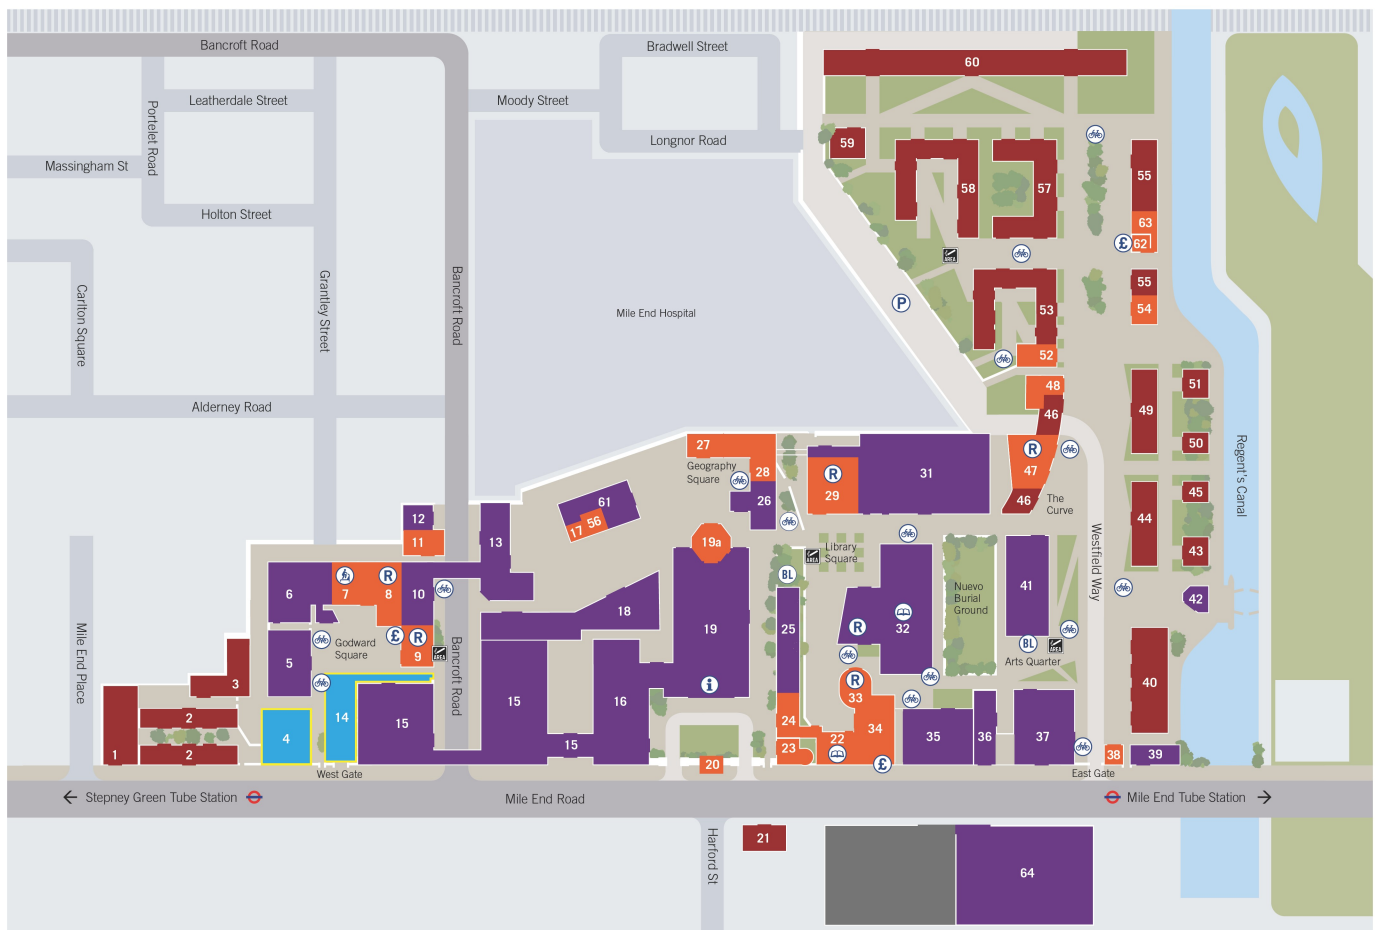 Bancroft Road
Bradwell Street
60
Leatherdale Street
Moody Street
Portelet Road
Longnor Road
59
Massingham St
55
58
57
Holton Street
63
£
62
AREA
55
Carlton Square
Grantley Street
Bancroft Road
Mile End Hospital
P
53
54
52
48
51
49
46
Alderney Road
50
27
Geography
Square
28
R
47
Regent's Canal
31
R
29
26
61
45
46
The
Curve
44
12
17
56
11
13
19a
Library
Square
AREA
43
Westfield Way
BL
R
7
8
10
6
Nuevo
Burial
Ground
41
42
18
32
25
19
R
£
R
9
AREA
Godward
Square
5
BL
AREA
Arts Quarter
Mile End Place
Bancroft Road
3
i
R
33
40
1
2
2
4
14
15
15
16
15
24
34
35
36
37
22
23
£
20
38
39
West Gate
East Gate
Stepney Green Tube Station
Mile End Road
Mile End Tube Station
Harford St
21
64